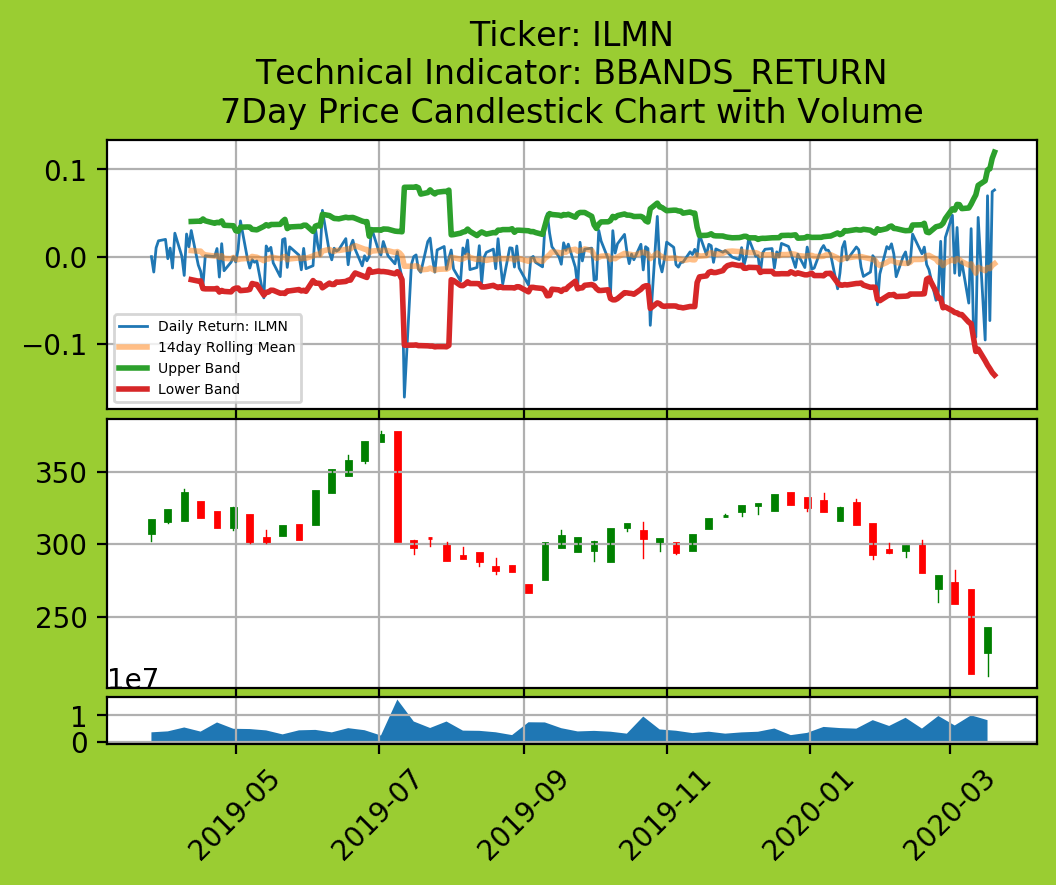 Ticker: ILMN
Technical Indicator: BBANDS_RETURN
7Day Price Candlestick Chart with Volume
0.1
0.0
−0.1
Daily Return: ILMN
14day Rolling Mean
Upper Band
Lower Band
350
300
250
1e7
1
0
2019-05
2019-07
2019-09
2019-11
2020-01
2020-03